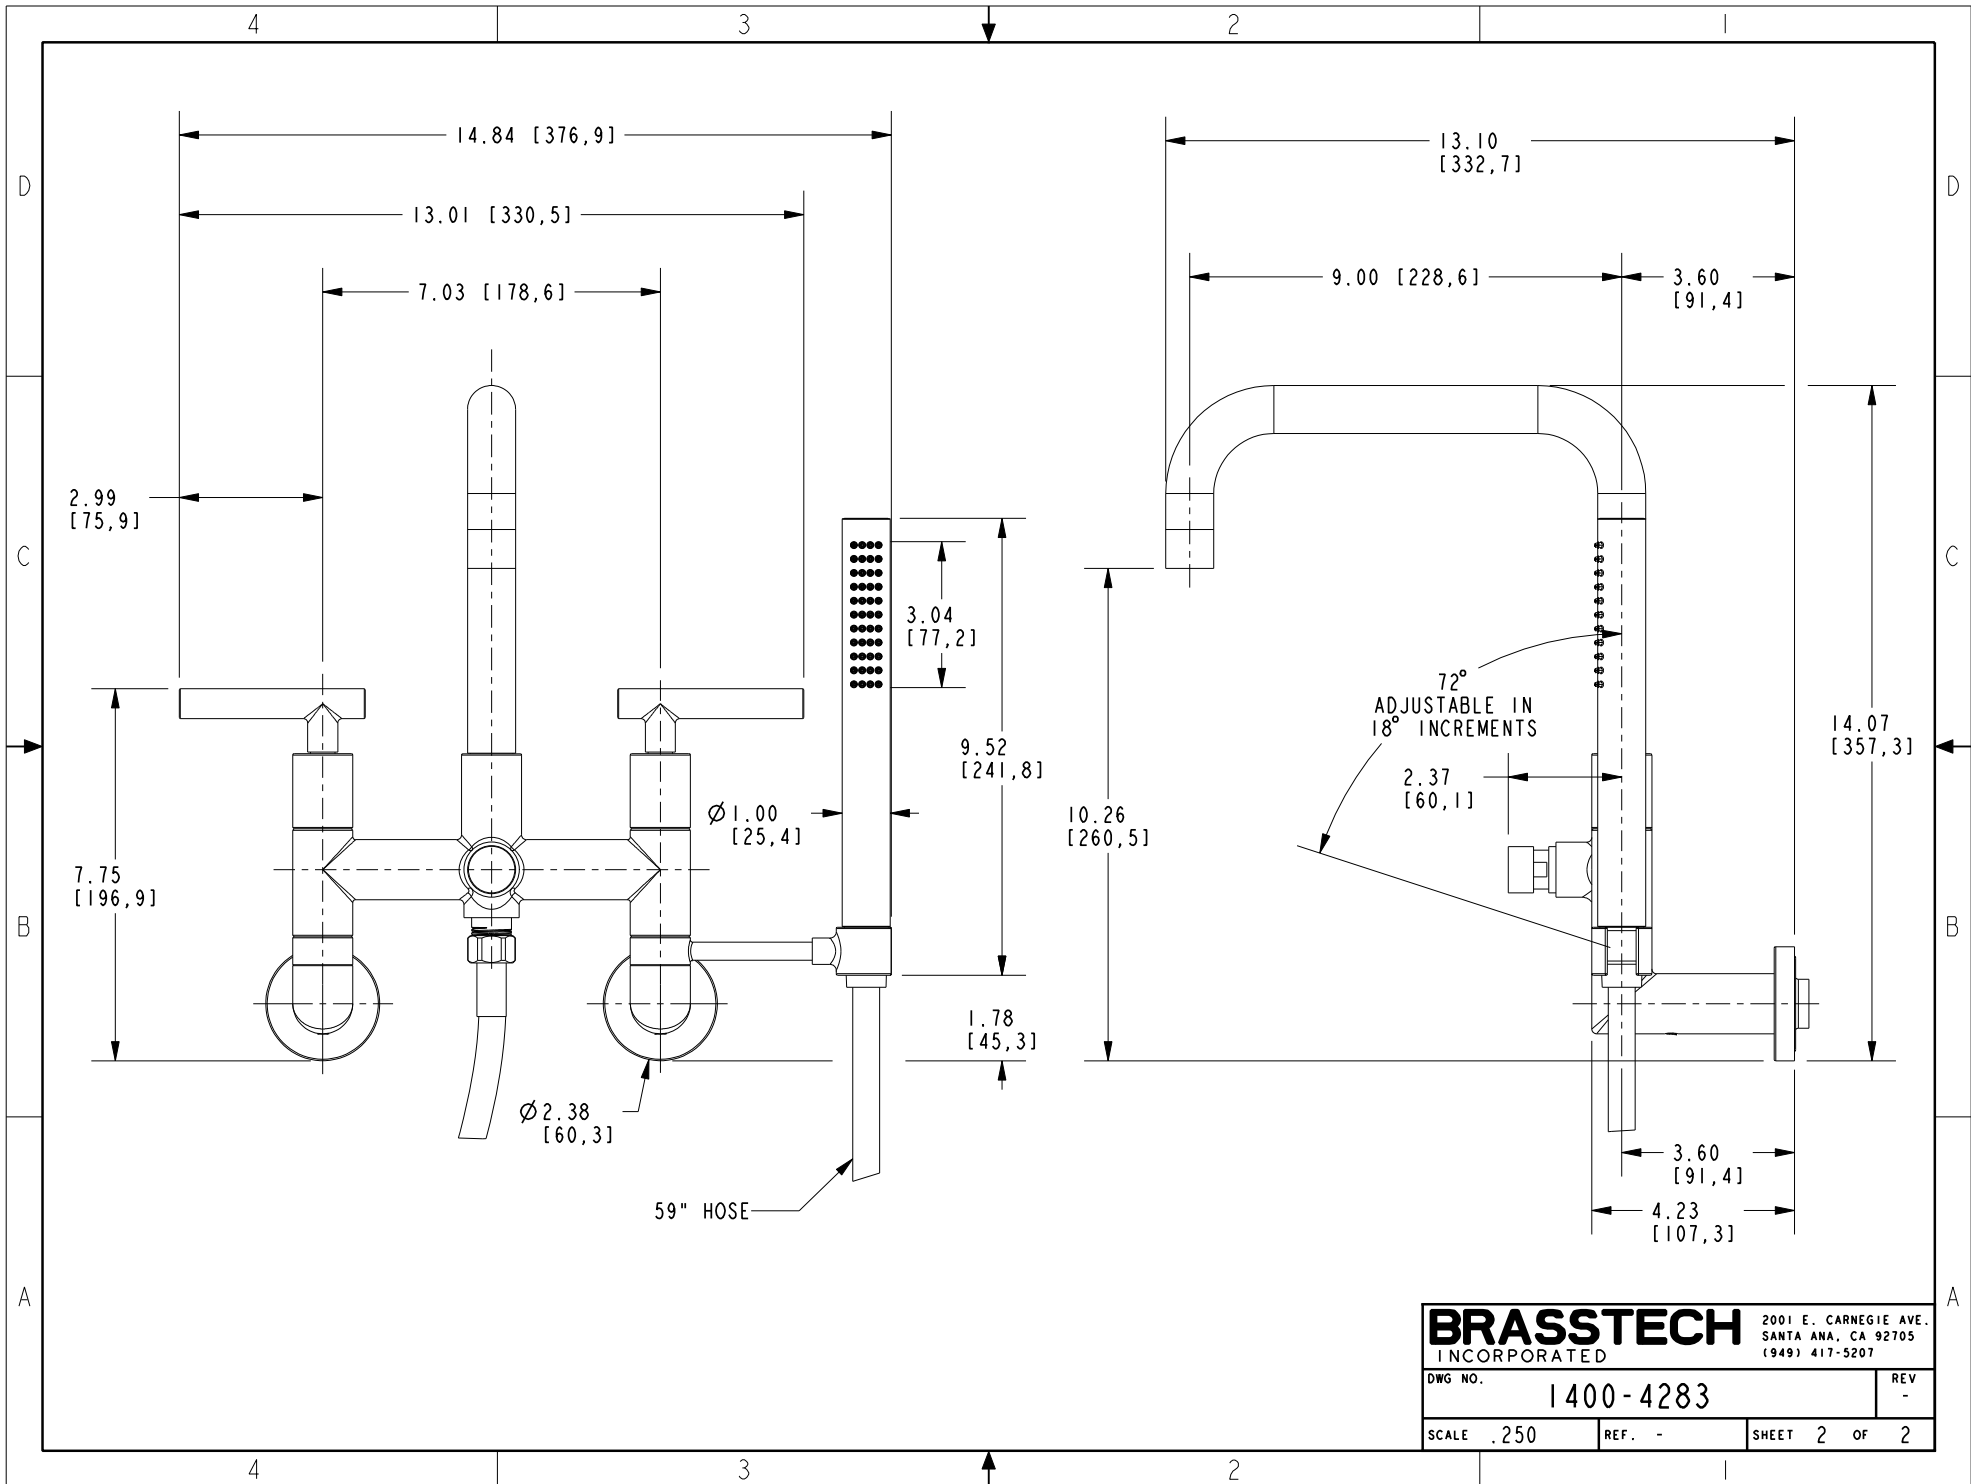 4 3 2 1
D D
14.84 [376,9]
13.10
[332,7]
13.01 [330,5]
7.03 [178,6]
9.00 [228,6]
3.60
[91,4]
2.99
[75,9]
C C
3.04
[77,2]
72°
ADJUSTABLE IN
18° INCREMENTS
14.07
[357,3]
9.52
[241,8]
2.37
[60,1]
Ø1.00
[25,4]
10.26
[260,5]
7.75
[196,9]
B B
1.78
[45,3]
Ø2.38
[60,3]
3.60
[91,4]
59" HOSE
4.23
[107,3]
A A
BRASSTECH
INCORPORATED
2001 E. CARNEGIE AVE.
SANTA ANA, CA 92705
(949) 417-5207
DWG NO.
1400-4283
REV
-
SCALE .250
REF. -
SHEET 2 OF 2
4 3 2 1